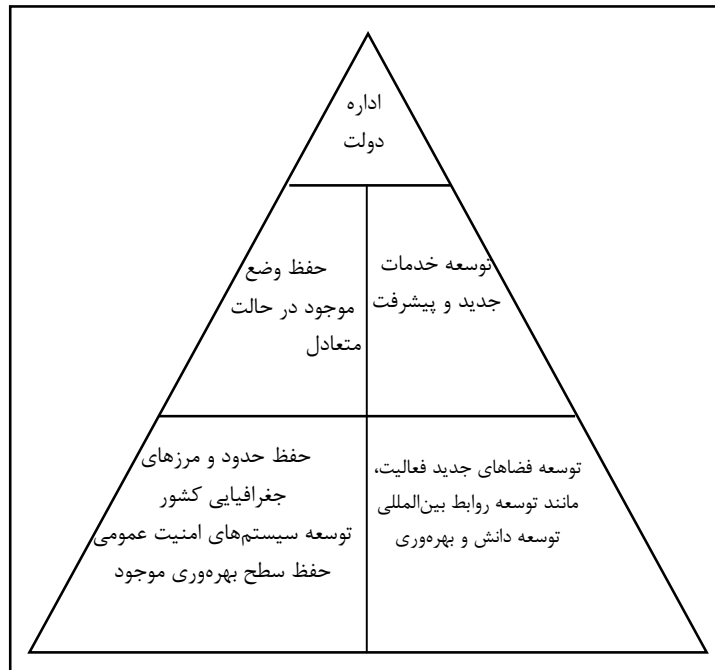 اداره
دولت
توسعه خدمات
جدید و پیشرفت
حفظ وضع
موجود در حالت
متعادل
توسعه فضاهای جدید فعالیت،
مانند توسعه روابط بین‌المللی
توسعه دانش و بهره‌وری
حفظ حدود و مرزهای
جغرافیایی کشور
توسعه سیستم‌های امنیت عمومی
حفظ سطح بهره‌وری موجود